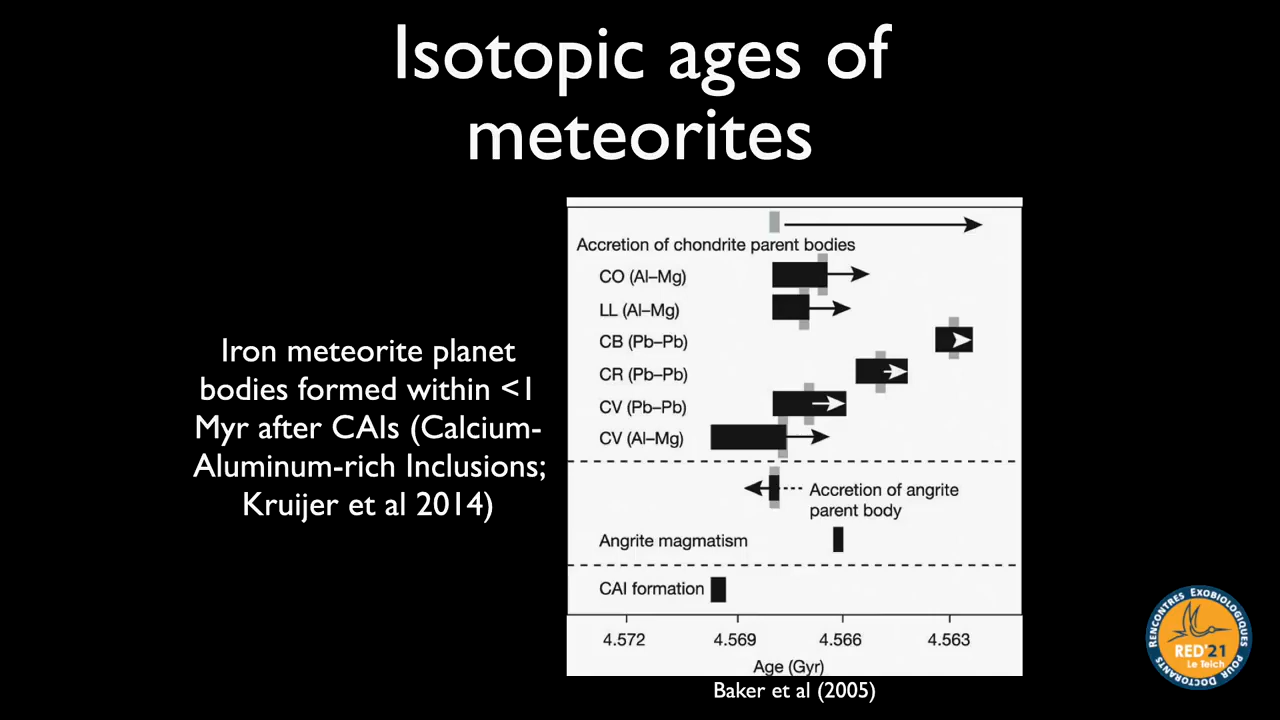 Isotopic ages of
meteorites
Iron meteorite planet
bodies formed within <1
Myr after CAIs (Calcium-
Aluminum-rich Inclusions;
Kruijer et al 2014)
Accretion of chondrite parent bodies
CO (Al–Mg)
LL (Al–Mg)
CB (Pb–Pb)
CR (Pb–Pb)
CV (Pb–Pb)
CV (Al–Mg)
Accretion of angrite
parent body
Angrite magmatism
CAI formation
4.572 4.569 4.566 4.563
Age (Gyr)
Baker et al (2005)
RENCONTRES EXOBIOLOGIQUES
POUR DOCTORANTS
RED'21
Le Teich